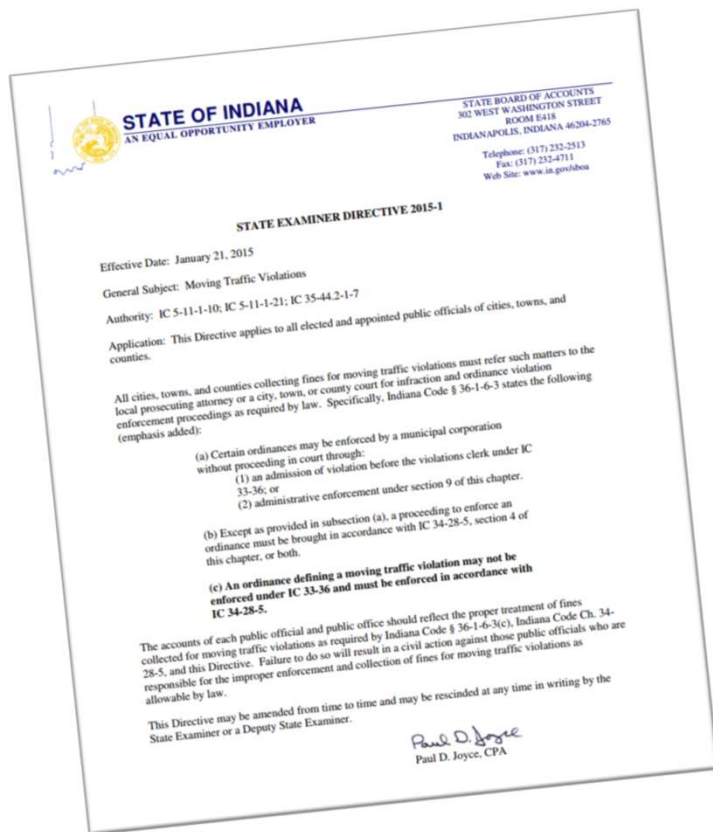 STATE OF INDIANA
AN EQUAL OPPORTUNITY EMPLOYER
STATE BOARD OF ACCOUNTS
302 WEST WASHINGTON STREET
ROOM E418
INDIANAPOLIS, INDIANA 46204-2765
Telephone: (317) 232-2513
Fax: (317) 232-4711
Web Site: www.in.gov/sboa
STATE EXAMINER DIRECTIVE 2015-1
Effective Date: January 21, 2015
General Subject: Moving Traffic Violations
Authority: IC 5-11-1-10; IC 5-11-1-21; IC 35-44.2-1-7
Application: This Directive applies to all elected and appointed public officials of cities, towns, and
counties.
All cities, towns, and counties collecting fines for moving traffic violations must refer such matters to the
local prosecuting attorney or a city, town, or county court for infraction and ordinance violation
enforcement proceedings as required by law. Specifically, Indiana Code § 36-1-6-3 states the following
(emphasis added):
(a) Certain ordinances may be enforced by a municipal corporation
without proceeding in court through:
(1) an admission of violation before the violations clerk under IC
33-36; or
(2) administrative enforcement under section 9 of this chapter.
(b) Except as provided in subsection (a), a proceeding to enforce an
ordinance must be brought in accordance with IC 34-28-5, section 4 of
this chapter, or both.
(c) An ordinance defining a moving traffic violation may not be
enforced under IC 33-36 and must be enforced in accordance with
IC 34-28-5.
The accounts of each public official and public office should reflect the proper treatment of fines
collected for moving traffic violations as required by Indiana Code § 36-1-6-3(c), Indiana Code Ch. 34-
28-5, and this Directive. Failure to do so will result in a civil action against those public officials who are
responsible for the improper enforcement and collection of fines for moving traffic violations as
allowable by law.
This Directive may be amended from time to time and may be rescinded at any time in writing by the
State Examiner or a Deputy State Examiner.
Paul D. Joyce
Paul D. Joyce, CPA